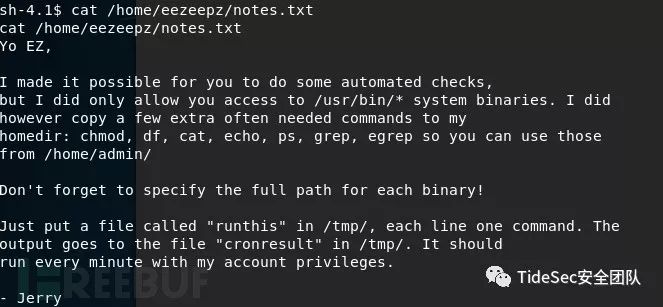 sh-4.1$ cat /home/eezeepz/notes.txt
cat /home/eezeepz/notes.txt
Yo EZ,
I made it possible for you to do some automated checks,
but I did only allow you access to /usr/bin/* system binaries. I did
however copy a few extra often needed commands to my
homedir: chmod, df, cat, echo, ps, grep, egrep so you can use those
from /home/admin/
Don't forget to specify the full path for each binary!
Just put a file called "runthis" in /tmp/, each line one command. The
output goes to the file "cronresult" in /tmp/. It should
run every minute with my account privileges.
- Jerry
FREEBUF
TideSec安全团队